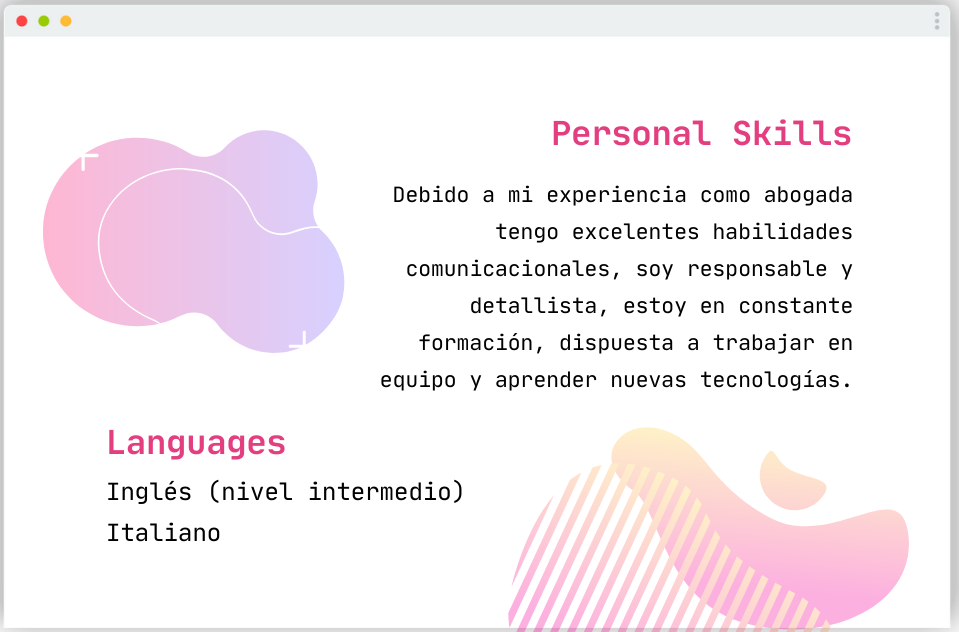 Personal Skills
Debido a mi experiencia como abogada
tengo excelentes habilidades
comunicacionales, soy responsable y
detallista, estoy en constante
formación, dispuesta a trabajar en
equipo y aprender nuevas tecnologías.
Languages
Inglés (nivel intermedio)
Italiano